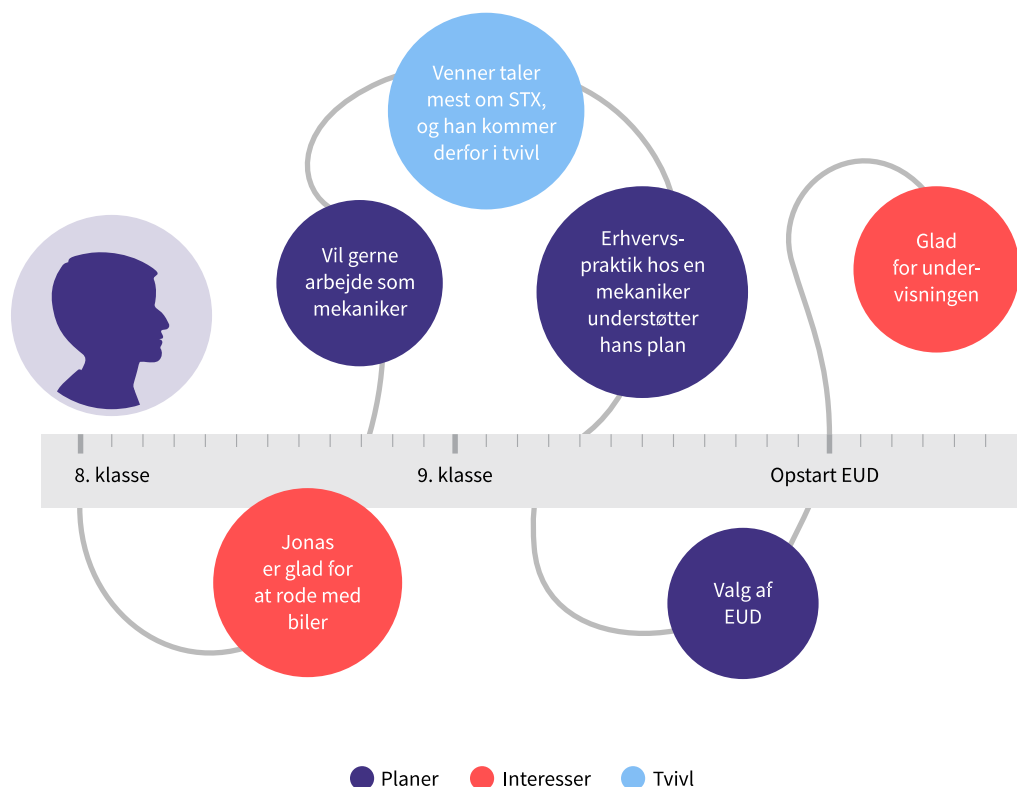 Venner taler
mest om STX,
og han kommer
derfor i tvivl
Vil gerne
arbejde som
mekaniker
Erhvervs-
praktik hos en
mekaniker
understøtter
hans plan
Glad
for under-
visningen
8. klasse
9. klasse
Opstart EUD
Jonas
er glad for
at rode med
biler
Valg af
EUD
Planer
Interesser
Tvivl